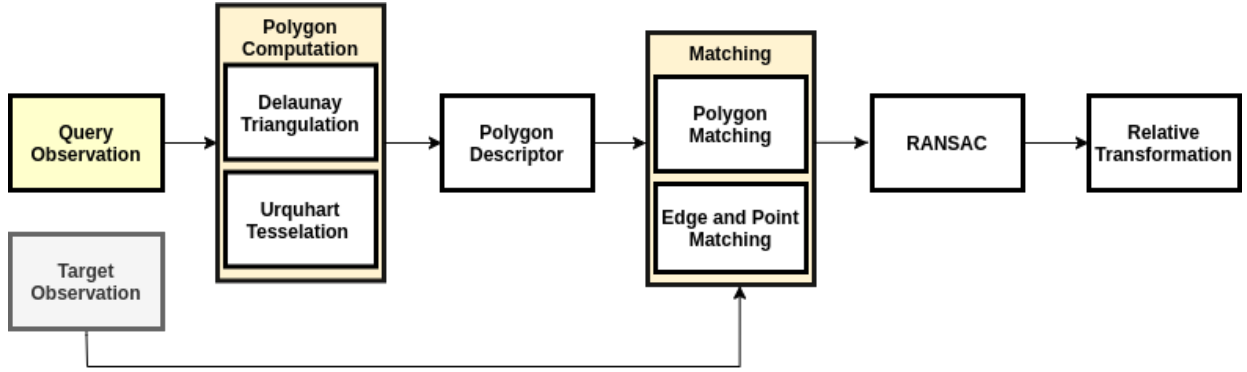 Query
Observation
Target
Observation
Polygon
Computation
Delaunay
Triangulation
Urquhart
Tesselation
Polygon
Descriptor
Matching
Polygon
Matching
Edge and Point
Matching
RANSAC
Relative
Transformation